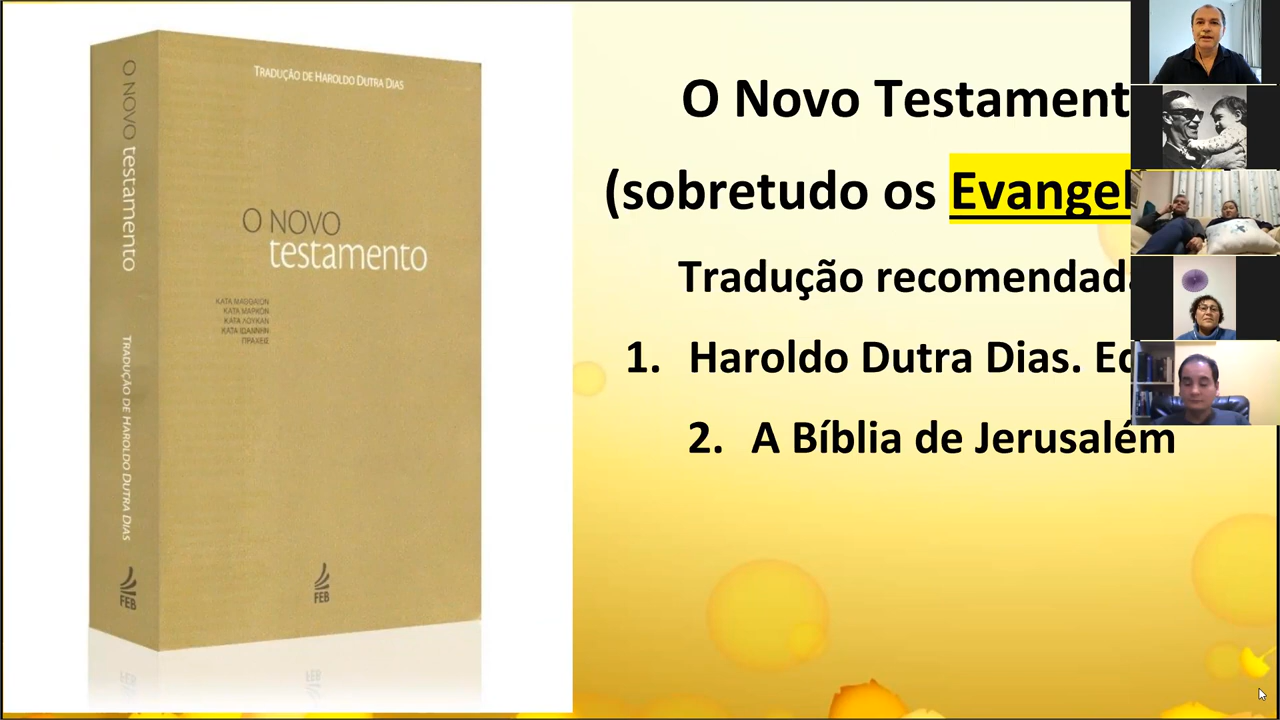 O NOVO testamento
TRADUÇÃO DE HAROLDO DUTRA DIAS
FEB
TRADUÇÃO DE HAROLDO DUTRA DIAS
O NOVO
testamento
ΚΑΤΑ ΜΑΘΘΑΙΟΝ
ΚΑΤΑ ΜΑΡΚΟΝ
ΚΑΤΑ ΛΟΥΚΑΝ
ΚΑΤΑ ΙΩΑΝΝΗΝ
ΠΡΑΧΕΙΣ
FEB
O Novo Testament
(sobretudo os Evangel
Tradução recomendada
1. Haroldo Dutra Dias. Ed
2. A Bíblia de Jerusalém